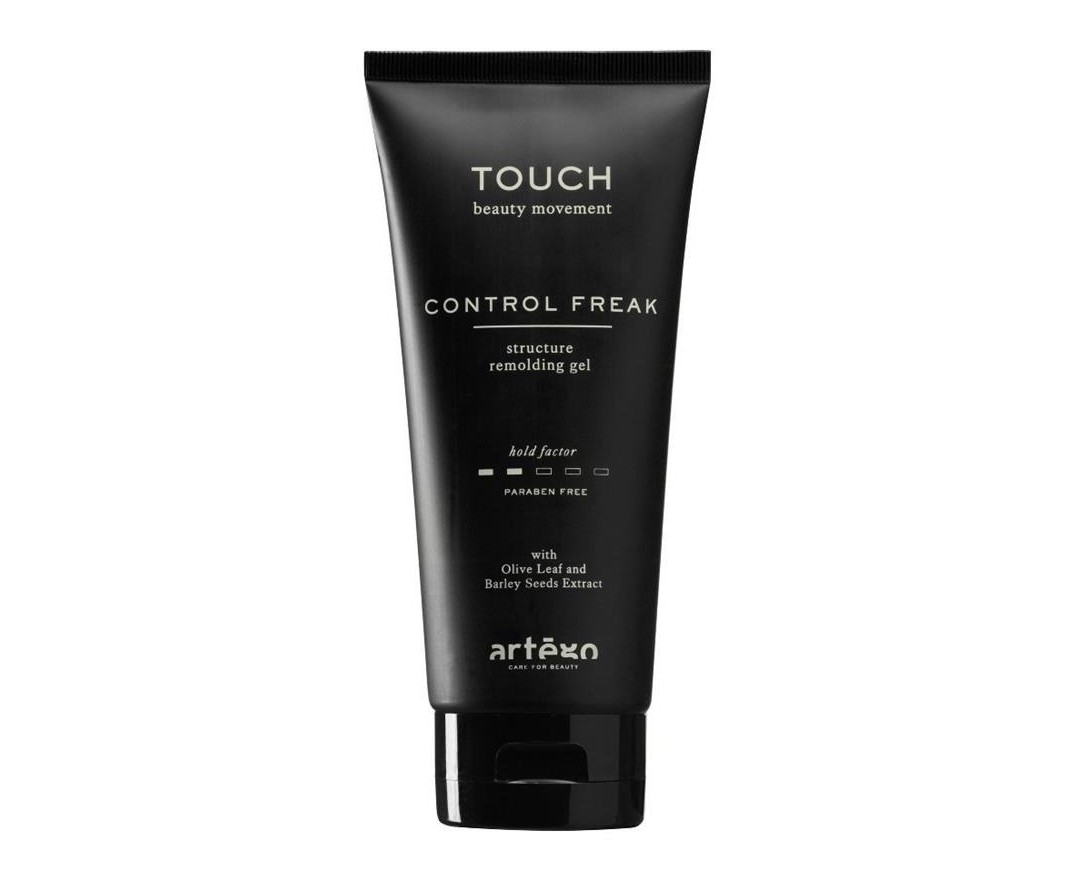 TOUCH
beauty movement
CONTROL FREAK
structure
remolding gel
hold factor
PARABEN FREE
with
Olive Leaf and
Barley Seeds Extract
artēgo
CARE FOR BEAUTY